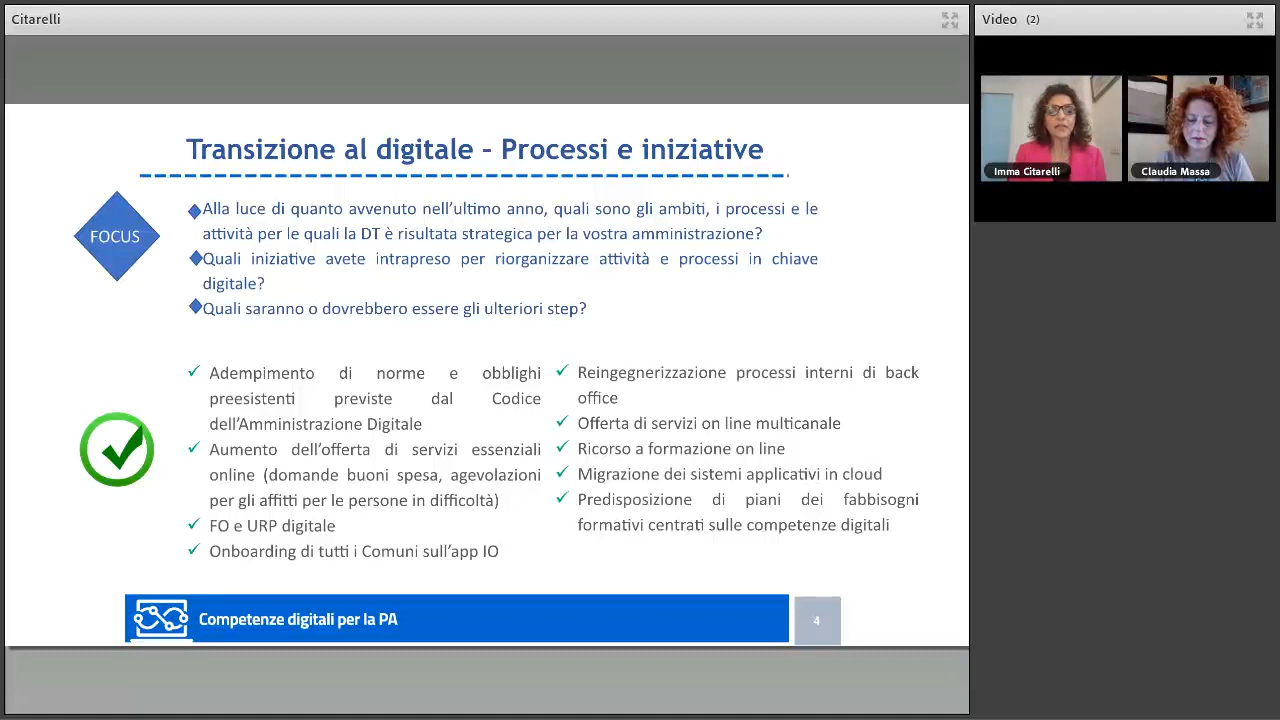 Citarelli
Video (2)
Imma Citarelli
Claudia Massa
Transizione al digitale - Processi e iniziative
FOCUS
Alla luce di quanto avvenuto nell'ultimo anno, quali sono gli ambiti, i processi e le
attività per le quali la DT è risultata strategica per la vostra amministrazione?
Quali iniziative avete intrapreso per riorganizzare attività e processi in chiave
digitale?
Quali saranno o dovrebbero essere gli ulteriori step?
Adempimento di norme e obblighi
preesistenti previste dal Codice
dell'Amministrazione Digitale
Aumento dell'offerta di servizi essenziali
online (domande buoni spesa, agevolazioni
per gli affitti per le persone in difficoltà)
FO e URP digitale
Onboarding di tutti i Comuni sull'app IO
Reingegnerizzazione processi interni di back
office
Offerta di servizi on line multicanale
Ricorso a formazione on line
Migrazione dei sistemi applicativi in cloud
Predisposizione di piani dei fabbisogni
formativi centrati sulle competenze digitali
Competenze digitali per la PA
4